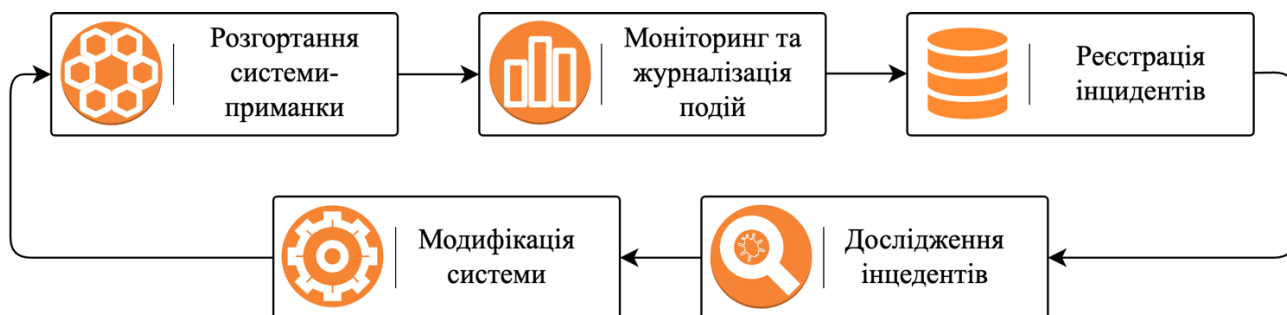 Розгортання
системи-
приманки
Моніторинг та
журналізація
подій
Реєстрація
інцидентів
Модифікація
системи
Дослідження
інцедентів